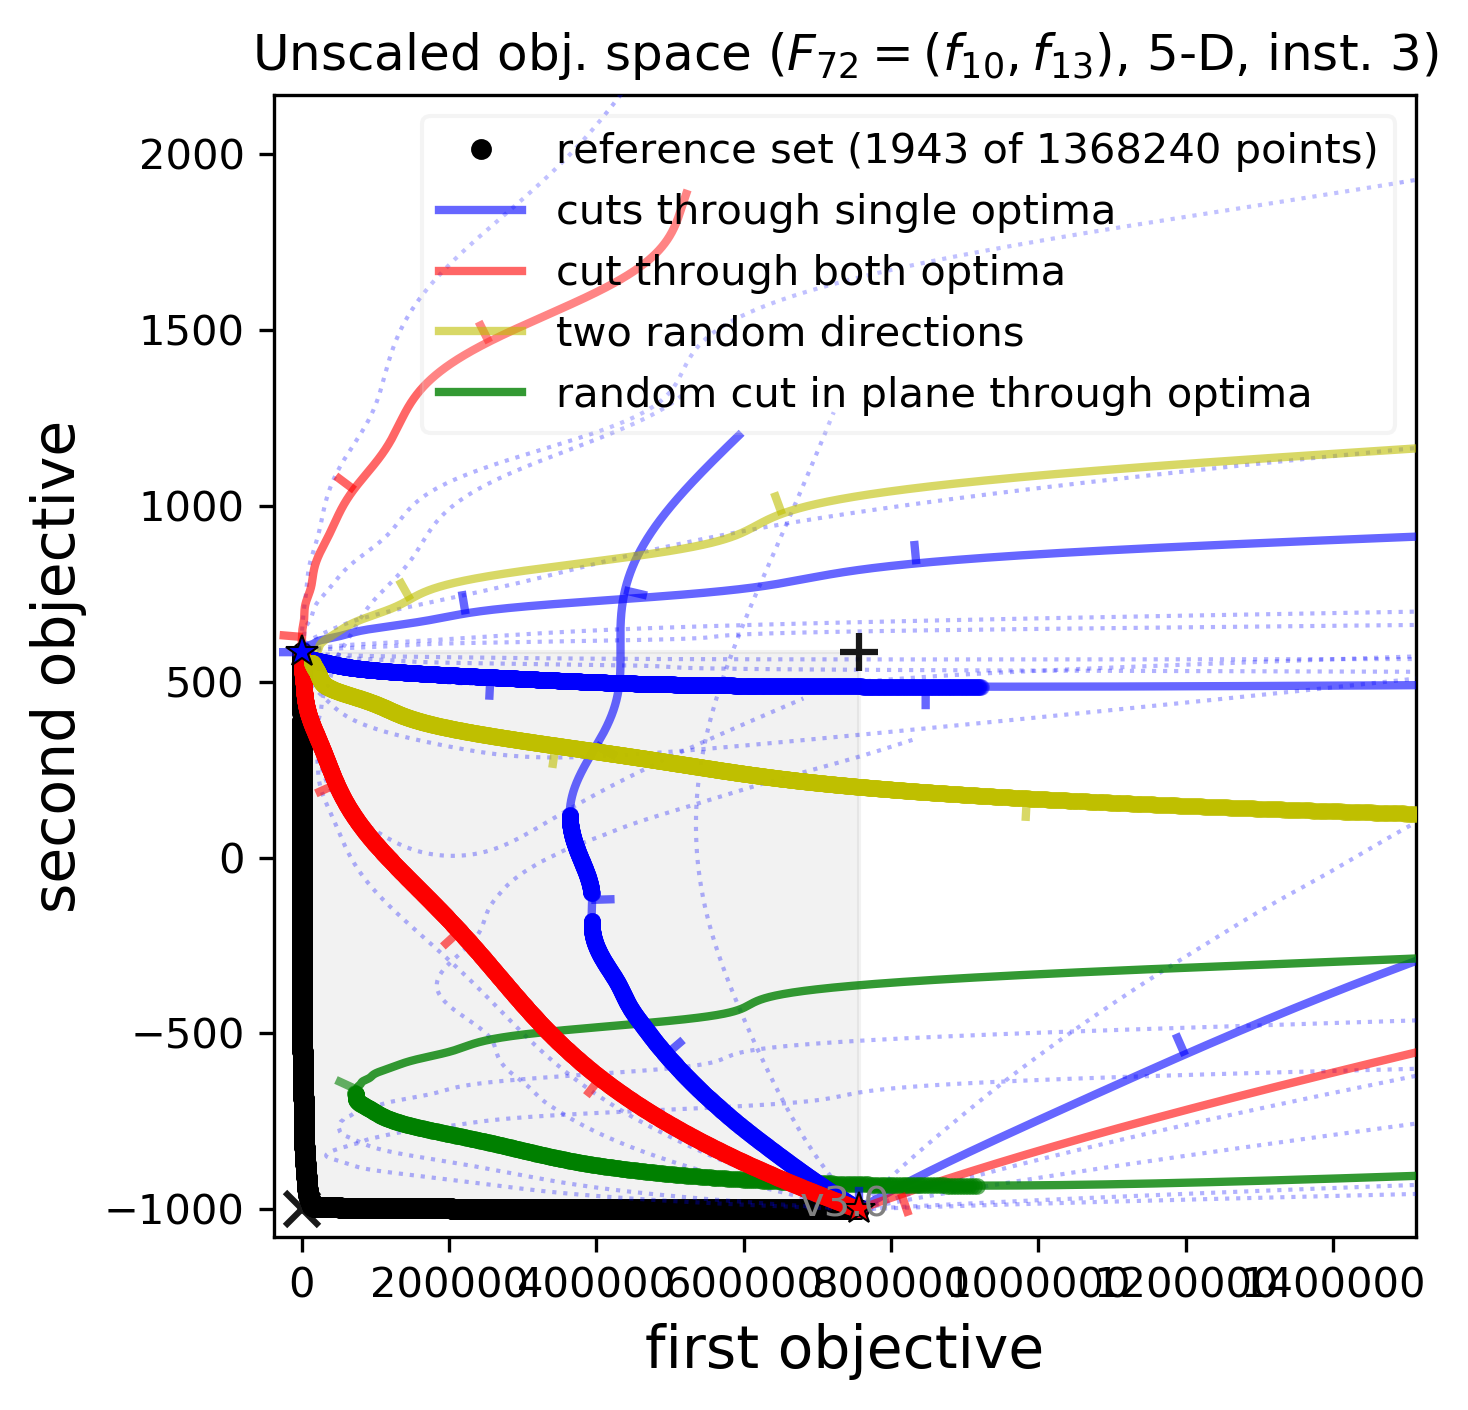 Unscaled obj. space (F72 = (f10, f13), 5-D, inst. 3)
reference set (1943 of 1368240 points)
cuts through single optima
cut through both optima
two random directions
random cut in plane through optima
second objective
2000
1500
1000
500
0
−500
−1000
v3.0
0 200000 400000 600000 800000 1000000 1200000 1400000
first objective